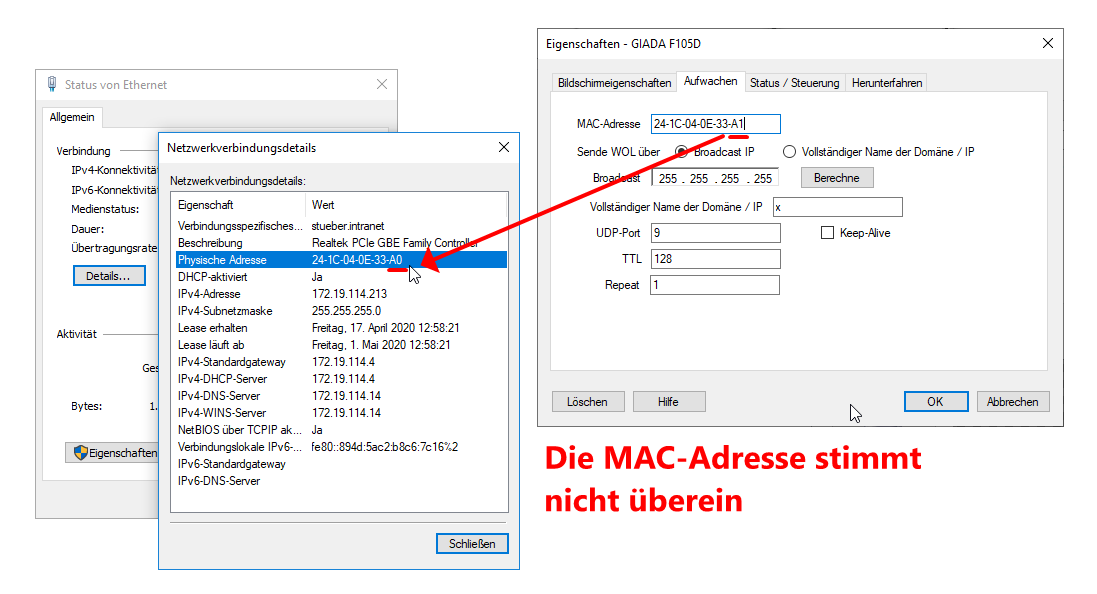 Status von Ethernet
Allgemein
Verbindung
IPv4-Konnektivität
IPv6-Konnektivität
Medienstatus:
Dauer:
Übertragungsrate
Details...
Aktivität
Bytes:
1.
Eigenschaften
Netzwerkverbindungsdetails
Netzwerkverbindungsdetails:
Eigenschaft Wert
Verbindungsspezifisches... stueber.intranet
Beschreibung Realtek PCIe GBE Family Controller
Physische Adresse 24-1C-04-0E-33-A0
DHCP-aktiviert Ja
IPv4-Adresse 172.19.114.213
IPv4-Subnetzmaske 255.255.255.0
Lease erhalten Freitag, 17. April 2020 12:58:21
Lease läuft ab Freitag, 1. Mai 2020 12:58:21
IPv4-Standardgateway 172.19.114.4
IPv4-DHCP-Server 172.19.114.4
IPv4-DNS-Server 172.19.114.14
IPv4-WINS-Server 172.19.114.14
NetBIOS über TCPIP ak... Ja
Verbindungslokale IPv6-... fe80::894d:5ac2:b8c6:7c16%2
IPv6-Standardgateway
IPv6-DNS-Server
Schließen
Eigenschaften - GIADA F105D
Bildschirmeigenschaften Aufwachen Status / Steuerung Herunterfahren
MAC-Adresse 24-1C-04-0E-33-A1
Sende WOL über Broadcast IP Vollständiger Name der Domäne / IP
Broadcast 255 . 255 . 255 . 255 Berechne
Vollständiger Name der Domäne / IP x
UDP-Port 9 Keep-Alive
TTL 128
Repeat 1
Löschen Hilfe OK Abbrechen
Die MAC-Adresse stimmt
nicht überein